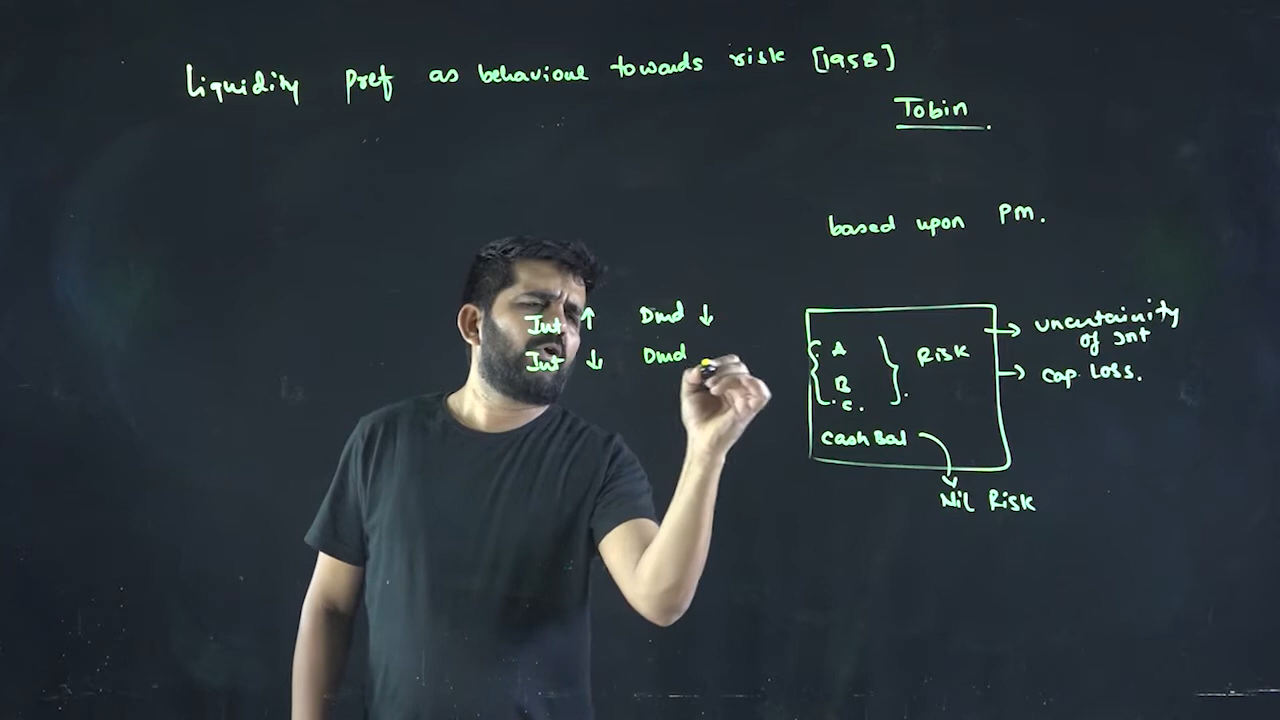 Liquidity Pref as behaviour towards risk [1958]
Tobin
based upon PM.
Int ↑ Dmd ↓
Int ↓ Dmd
A
B
C.
Risk
Cash Bal
Nil Risk
uncertainity
of Int
Cap. Loss.